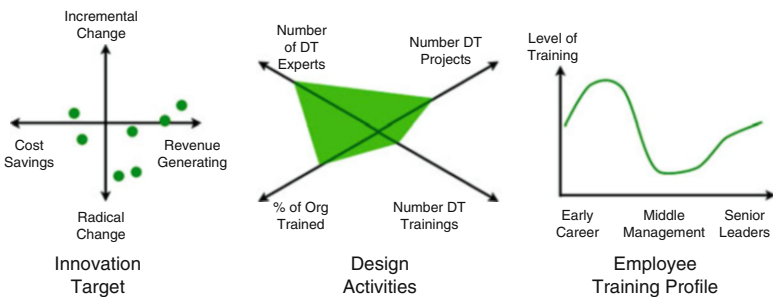 Incremental
Change
Cost
Savings
Revenue
Generating
Radical
Change
Innovation
Target
Number
of DT
Experts
Number DT
Projects
% of Org
Trained
Number DT
Trainings
Design
Activities
Level of
Training
Early
Career
Middle
Management
Senior
Leaders
Employee
Training Profile